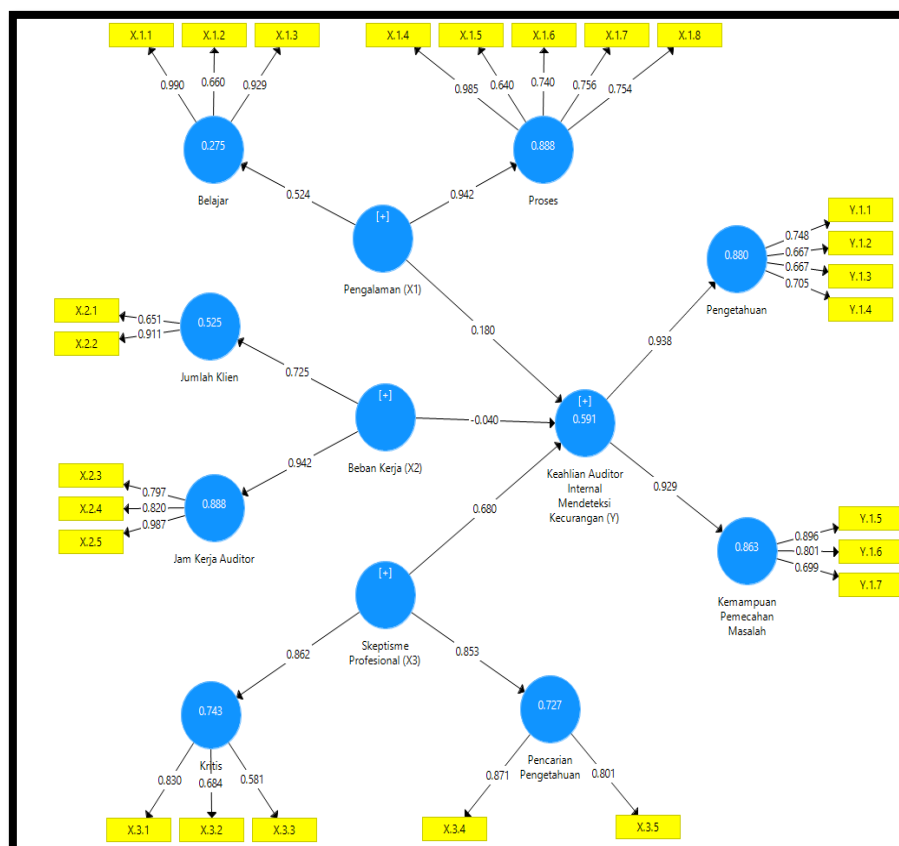 X.1.1
X.1.2
X.1.3
X.1.4
X.1.5
X.1.6
X.1.7
X.1.8
0.990
0.660
0.929
0.985
0.640
0.740
0.756
0.754
0.275
Belajar
0.888
Proses
0.524
0.942
[+]
Pengalaman (X1)
Y.1.1
Y.1.2
Y.1.3
Y.1.4
0.748
0.667
0.667
0.705
0.880
Pengetahuan
X.2.1
X.2.2
0.651
0.911
0.525
Jumlah Klien
0.180
0.938
0.725
[+]
Beban Kerja (X2)
-0.040
[+]
0.591
Keahlian Auditor
Internal
Mendeteksi
Kecurangan (Y)
0.942
X.2.3
X.2.4
X.2.5
0.797
0.820
0.987
0.888
Jam Kerja Auditor
0.680
0.929
Y.1.5
Y.1.6
Y.1.7
0.896
0.801
0.699
0.863
Kemampuan
Pemecahan
Masalah
[+]
Skeptisme
Profesional (X3)
0.862
0.853
0.743
Kritis
0.727
Pencarian
Pengetahuan
0.830
0.684
0.581
0.871
0.801
X.3.1
X.3.2
X.3.3
X.3.4
X.3.5